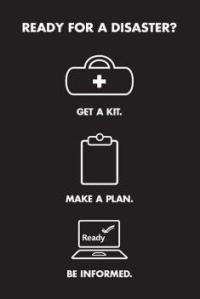 READY FOR A DISASTER?
GET A KIT.
MAKE A PLAN.
Ready
BE INFORMED.